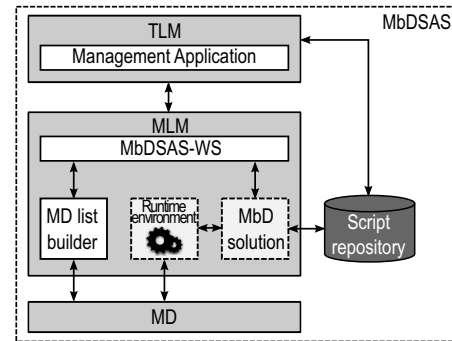 MbDSAS
TLM
Management Application
MLM
MbDSAS-WS
MD list
builder
Runtime
environment
MbD
solution
Script
repository
MD